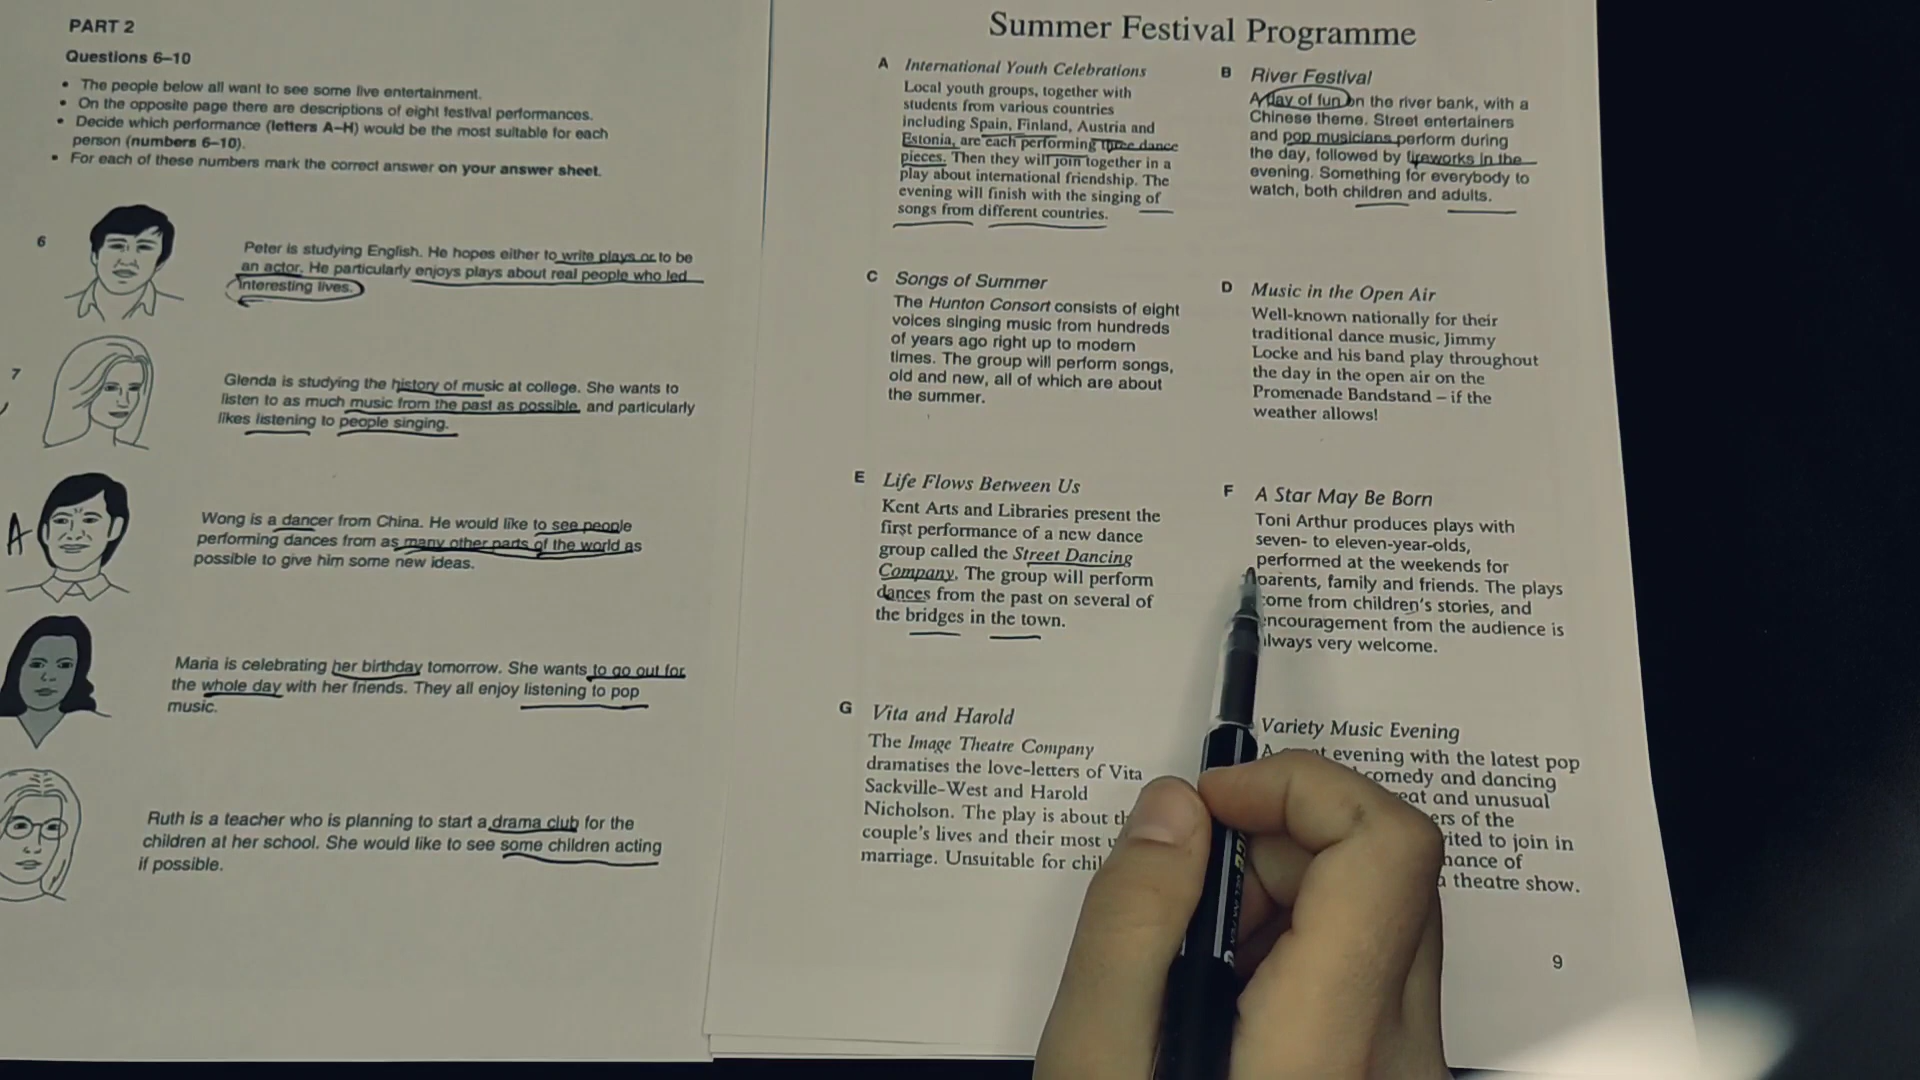 PART 2
Questions 6–10
• The people below all want to see some live entertainment.
• On the opposite page there are descriptions of eight festival performances.
• Decide which performance (letters A–H) would be the most suitable for each
person (numbers 6–10).
• For each of these numbers mark the correct answer on your answer sheet.
6
Peter is studying English. He hopes either to write plays or to be
an actor. He particularly enjoys plays about real people who led
interesting lives.
7
Glenda is studying the history of music at college. She wants to
listen to as much music from the past as possible, and particularly
likes listening to people singing.
A
Wong is a dancer from China. He would like to see people
performing dances from as many other parts of the world as
possible to give him some new ideas.
Maria is celebrating her birthday tomorrow. She wants to go out for
the whole day with her friends. They all enjoy listening to pop
music.
Ruth is a teacher who is planning to start a drama club for the
children at her school. She would like to see some children acting
if possible.
Summer Festival Programme
A International Youth Celebrations
Local youth groups, together with
students from various countries
including Spain, Finland, Austria and
Estonia, are each performing three dance
pieces. Then they will join together in a
play about international friendship. The
evening will finish with the singing of
songs from different countries.
B River Festival
A day of fun on the river bank, with a
Chinese theme. Street entertainers
and pop musicians perform during
the day, followed by fireworks in the
evening. Something for everybody to
watch, both children and adults.
C Songs of Summer
The Hunton Consort consists of eight
voices singing music from hundreds
of years ago right up to modern
times. The group will perform songs,
old and new, all of which are about
the summer.
D Music in the Open Air
Well-known nationally for their
traditional dance music, Jimmy
Locke and his band play throughout
the day in the open air on the
Promenade Bandstand – if the
weather allows!
E Life Flows Between Us
Kent Arts and Libraries present the
first performance of a new dance
group called the Street Dancing
Company. The group will perform
dances from the past on several of
the bridges in the town.
F A Star May Be Born
Toni Arthur produces plays with
seven- to eleven-year-olds,
performed at the weekends for
parents, family and friends. The plays
come from children's stories, and
encouragement from the audience is
always very welcome.
G Vita and Harold
The Image Theatre Company
dramatises the love-letters of Vita
Sackville-West and Harold
Nicholson. The play is about
couple's lives and their most
marriage. Unsuitable for
Variety Music Evening
A evening with the latest pop
comedy and dancing
and unusual
of the
to join in
of
a theatre show.
9